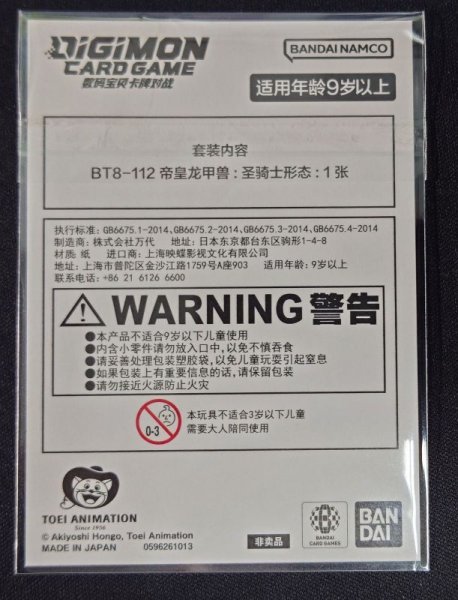 DIGIMON
CARD GAME
数码宝贝卡牌对战
BANDAI NAMCO
适用年龄9岁以上
套装内容
BT8-112 帝皇龙甲兽：圣骑士形态：1 张
执行标准: GB6675.1-2014、GB6675.2-2014、GB6675.3-2014、GB6675.4-2014
制造商: 株式会社万代 地址: 日本东京都台东区驹形1-4-8
材质: 纸 进口商: 上海映蝶影视文化有限公司
地址: 上海市普陀区金沙江路1759号A座903 适用年龄: 9岁以上
联系电话: +86 21 6126 6600
WARNING 警告
●本产品不适合9岁以下儿童使用
●内含小零件请勿放入口中，以免不慎吞食
●请妥善处理包装塑胶袋，以免儿童玩耍引起窒息
●如果包装上有重要信息的话，请保留包装
●请勿接近火源防止火灾
0-3
本玩具不适合3岁以下儿童
需要大人陪同使用
TOEI ANIMATION
Since 1956
© Akiyoshi Hongo, Toei Animation
MADE IN JAPAN 0596261013
非卖品
BANDAI
CARD GAMES
BAN
DAI